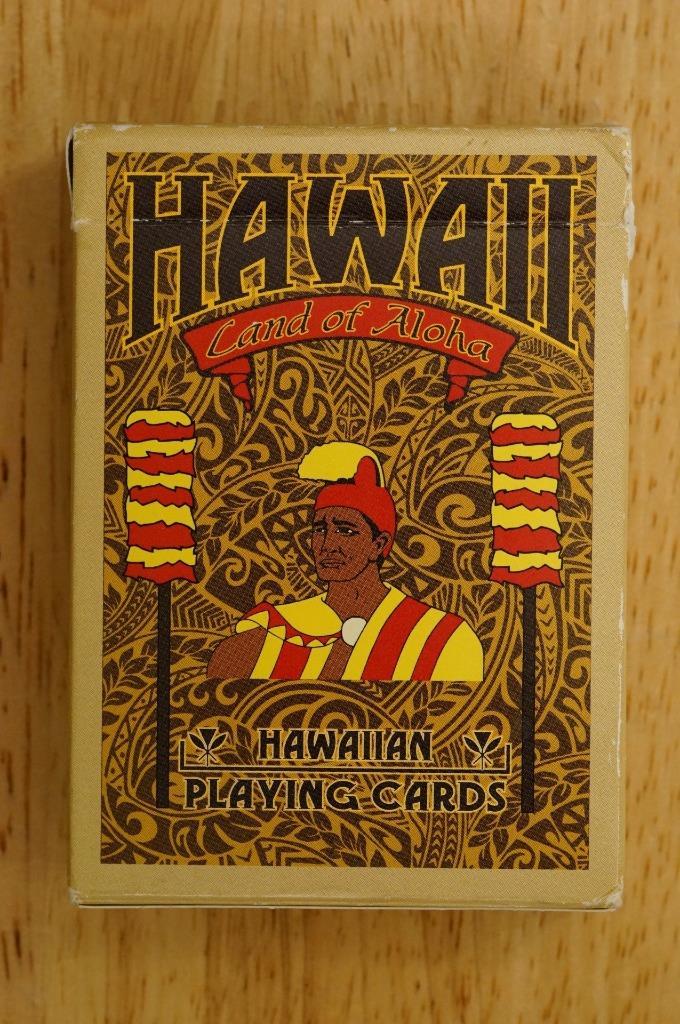 HAWAII
Land of Aloha
HAWAIIAN
PLAYING CARDS